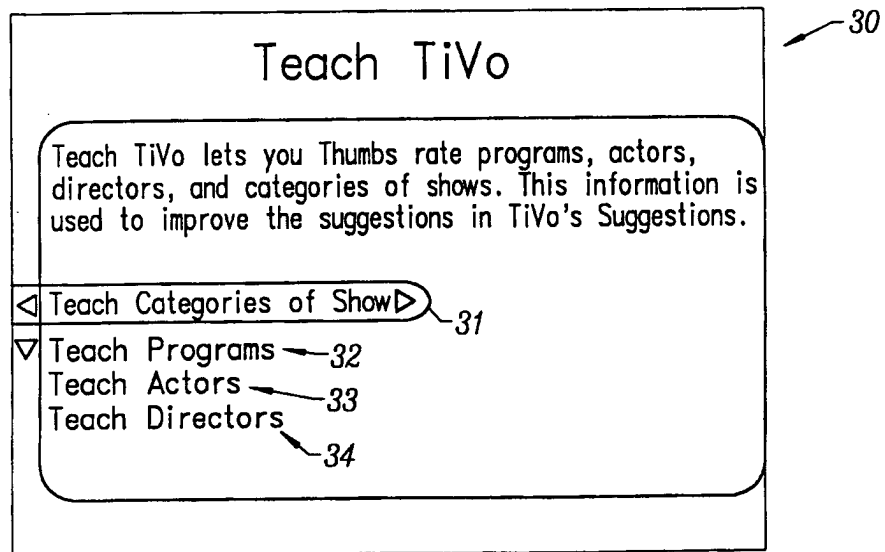 30
Teach TiVo
Teach TiVo lets you Thumbs rate programs, actors,
directors, and categories of shows. This information is
used to improve the suggestions in TiVo's Suggestions.
Teach Categories of Show
31
Teach Programs 32
Teach Actors 33
Teach Directors
34